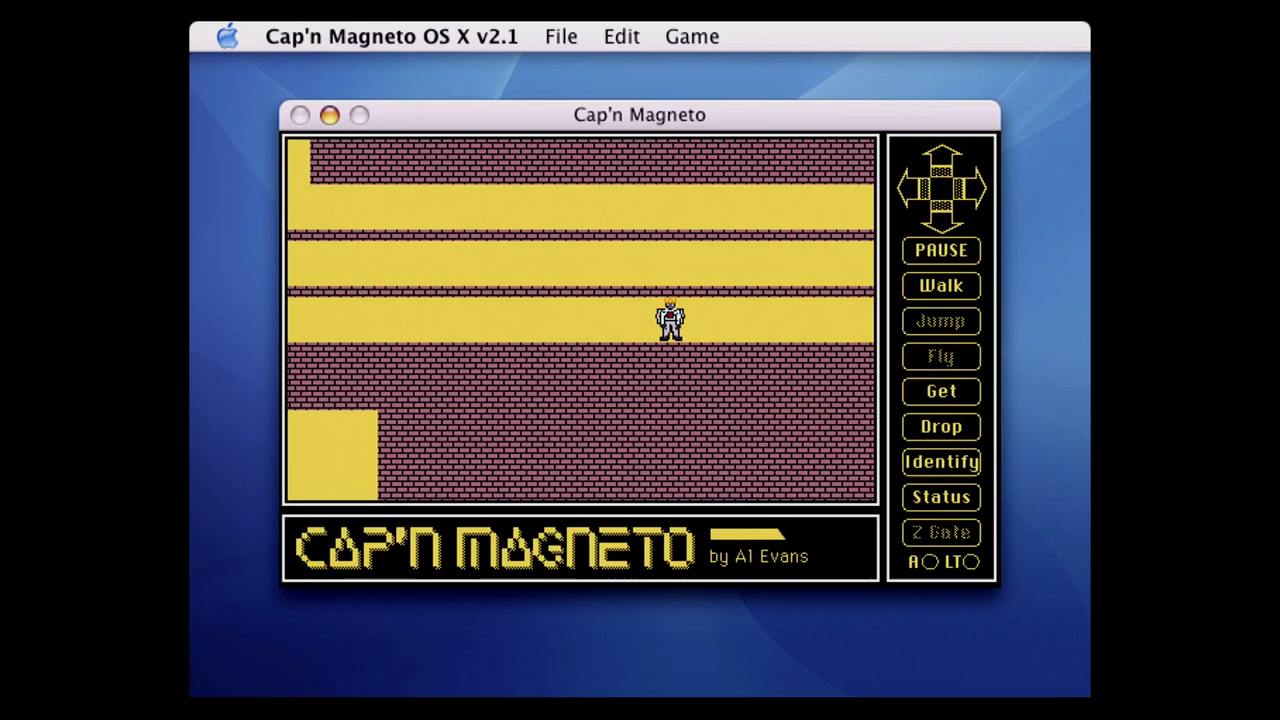 Cap'n Magneto OS X v2.1 File Edit Game
Cap'n Magneto
PAUSE
Walk
Jump
Fly
Get
Drop
Identify
Status
Z Gate
A LT
CAP'N MAGNETO
by Al Evans